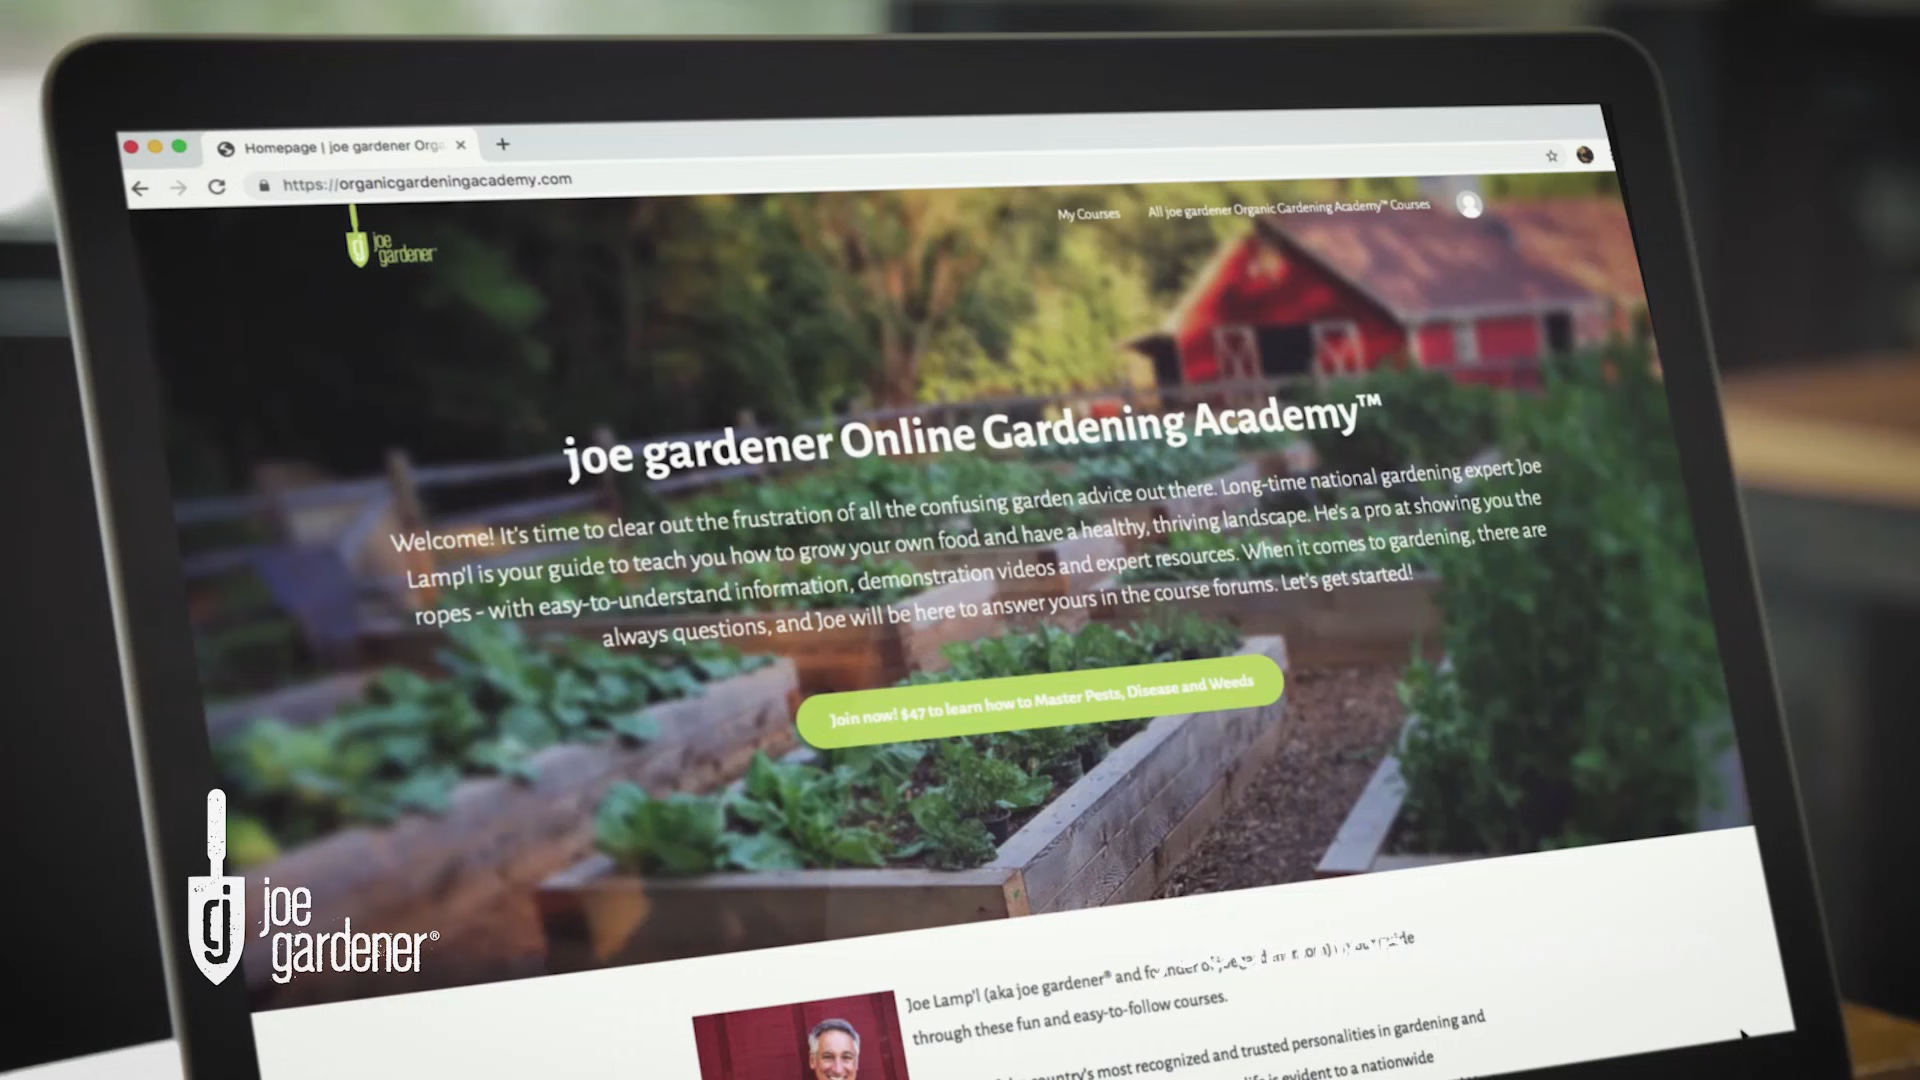 Homepage | joe gardener Orga
https://organicgardeningacademy.com
My Courses
All joe gardener Organic Gardening Academy™ Courses
gj
joe
gardener
joe gardener Online Gardening Academy™
Welcome! It's time to clear out the frustration of all the confusing garden advice out there. Long-time national gardening expert Joe
Lamp'l is your guide to teach you how to grow your own food and have a healthy, thriving landscape. He's a pro at showing you the
ropes - with easy-to-understand information, demonstration videos and expert resources. When it comes to gardening, there are
always questions, and Joe will be here to answer yours in the course forums. Let's get started!
Join now! $47 to learn how to Master Pests, Disease and Weeds
gj
joe
gardener®
Joe Lamp'l (aka joe gardener® and founder of
through these fun and easy-to-follow courses.
country's most recognized and trusted personalities in gardening and
life is evident to a nationwide